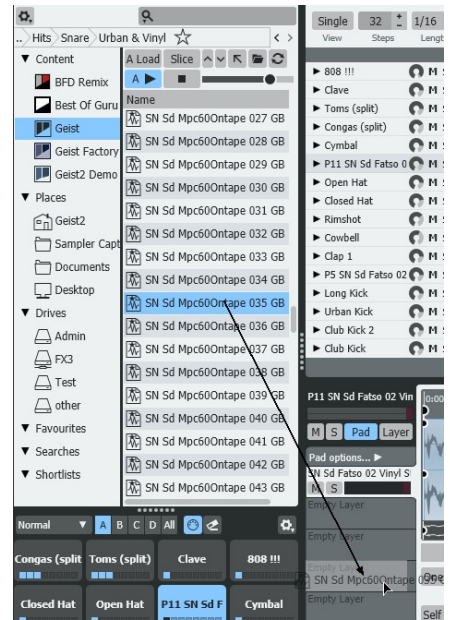 ..〉Hits〉Snare〉Urban & Vinyl
< >
▼ Content
BFD Remix
Best Of Guru
Geist
Geist Factory
Geist2 Demo
▼ Places
Geist2
Sampler Capt
Documents
Desktop
▼ Drives
Admin
FX3
Test
other
▼ Favourites
▼ Searches
▼ Shortlists
A Load Slice
A ▶ ■
Name
SN Sd Mpc60Ontape 027 GB
SN Sd Mpc60Ontape 028 GB
SN Sd Mpc60Ontape 029 GB
SN Sd Mpc60Ontape 030 GB
SN Sd Mpc60Ontape 031 GB
SN Sd Mpc60Ontape 032 GB
SN Sd Mpc60Ontape 033 GB
SN Sd Mpc60Ontape 034 GB
SN Sd Mpc60Ontape 035 GB
SN Sd Mpc60Ontape 036 GB
SN Sd Mpc60Ontape 037 GB
SN Sd Mpc60Ontape 038 GB
SN Sd Mpc60Ontape 039 GB
SN Sd Mpc60Ontape 040 GB
SN Sd Mpc60Ontape 041 GB
SN Sd Mpc60Ontape 042 GB
SN Sd Mpc60Ontape 043 GB
Single 32 1/16
View Steps Lengt
▶ 808 !!! M
▶ Clave M
▶ Toms (split) M
▶ Congas (split) M
▶ Cymbal M
▶ P11 SN Sd Fatso 0 M
▶ Open Hat M
▶ Closed Hat M
▶ Rimshot M
▶ Cowbell M
▶ Clap 1 M
▶ P5 SN Sd Fatso 02 M
▶ Long Kick M
▶ Urban Kick M
▶ Club Kick 2 M
▶ Club Kick M
P11 SN Sd Fatso 02 Vin
M S Pad Layer
Pad options... ▶
SN Sd Fatso 02 Vinyl S
M S
Empty Layer
Empty Layer
Empty Layer
SN Sd Mpc60Ontape 035
Empty Layer
0:00
Ope
Self
Normal ▼ A B C D All
Congas (split Toms (split) Clave 808 !!!
Closed Hat Open Hat P11 SN Sd F Cymbal